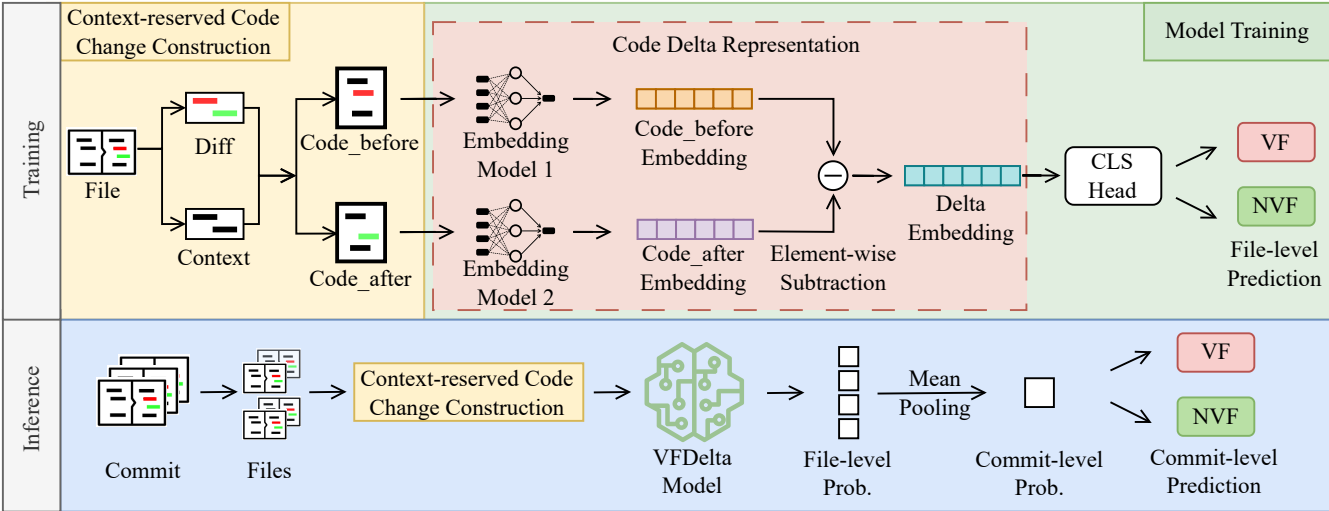 Training
Context-reserved Code
Change Construction
File
Diff
Context
Code_before
Code_after
Code Delta Representation
Embedding
Model 1
Embedding
Model 2
Code_before
Embedding
Code_after
Embedding
Element-wise
Subtraction
Delta
Embedding
Model Training
CLS
Head
VF
NVF
File-level
Prediction
Inference
Commit
Files
Context-reserved Code
Change Construction
VFDelta
Model
File-level
Prob.
Mean
Pooling
Commit-level
Prob.
VF
NVF
Commit-level
Prediction